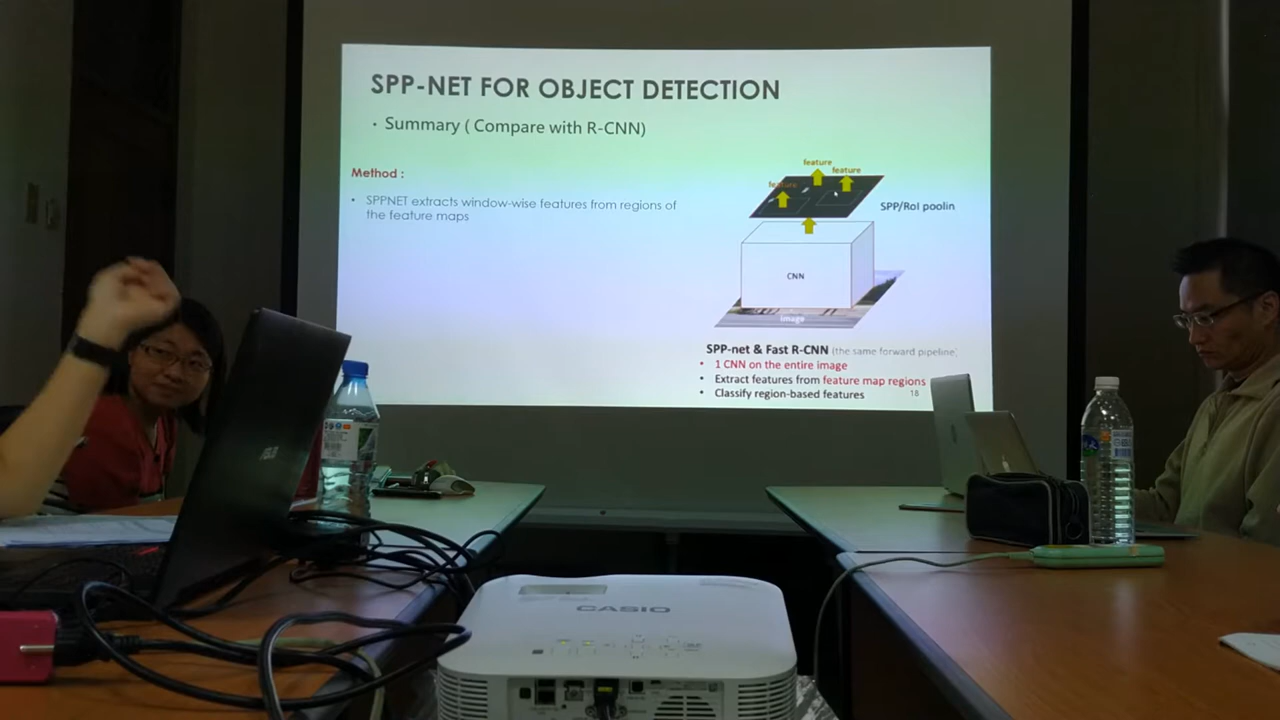 SPP-NET FOR OBJECT DETECTION
· Summary ( Compare with R-CNN)
Method :
• SPPNET extracts window-wise features from regions of
the feature maps
feature
feature
feature
SPP/RoI poolin
CNN
image
SPP-net & Fast R-CNN (the same forward pipeline)
• 1 CNN on the entire image
• Extract features from feature map regions
• Classify region-based features
18
ASUS
CASIO